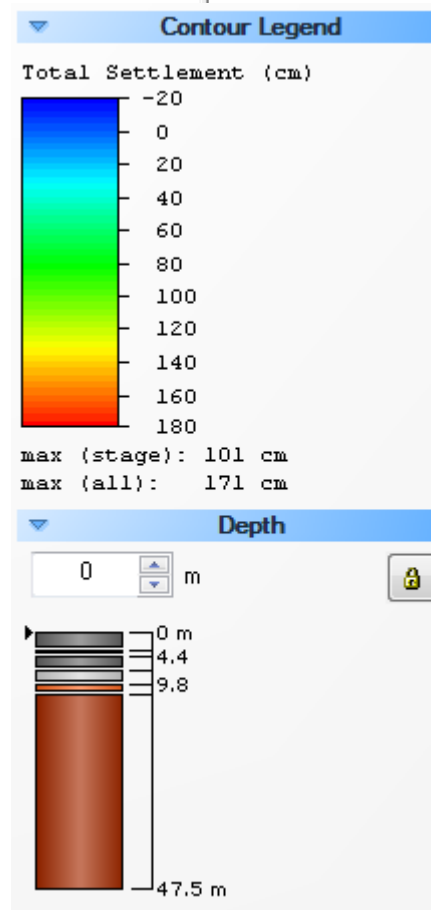 Contour Legend
Total Settlement (cm)
-20
0
20
40
60
80
100
120
140
160
180
max (stage): 101 cm
max (all): 171 cm
Depth
0 m
0 m
4.4
9.8
47.5 m